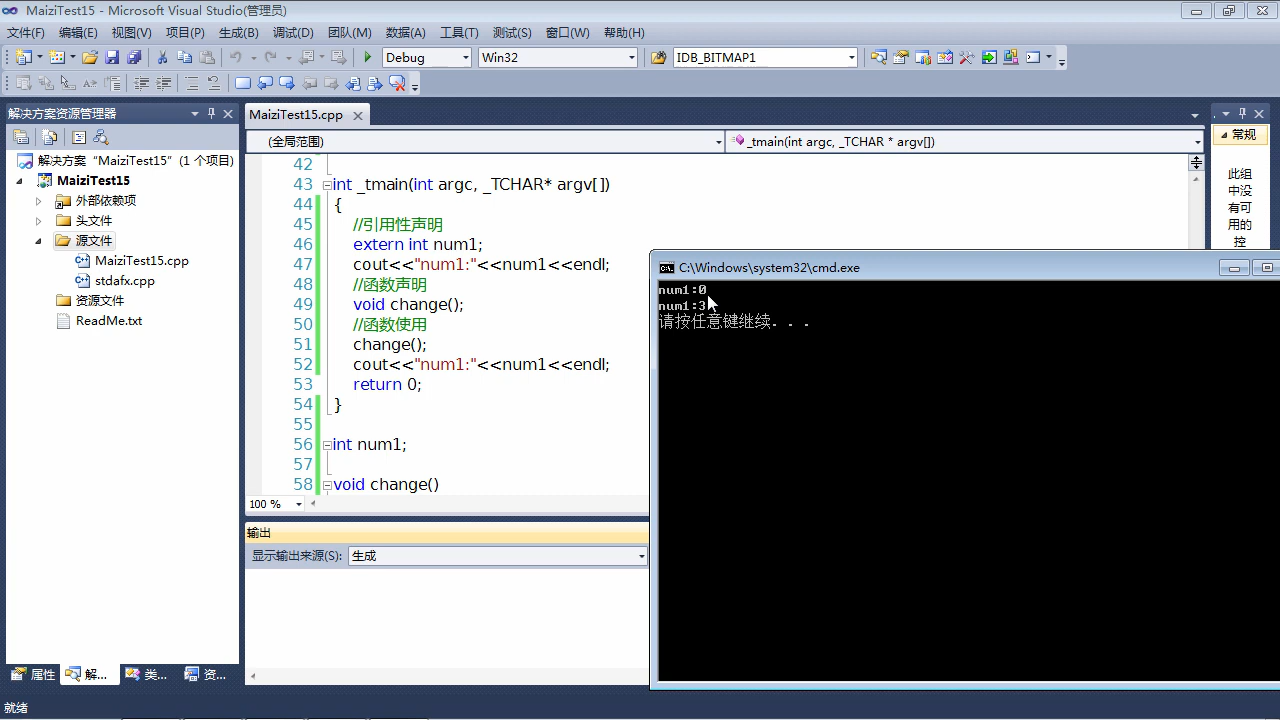 MaiziTest15 - Microsoft Visual Studio(管理员)
文件(F) 编辑(E) 视图(V) 项目(P) 生成(B) 调试(D) 团队(M) 数据(A) 工具(T) 测试(S) 窗口(W) 帮助(H)
Debug Win32 IDB_BITMAP1
解决方案资源管理器
解决方案“MaiziTest15”(1 个项目)
MaiziTest15
外部依赖项
头文件
源文件
MaiziTest15.cpp
stdafx.cpp
资源文件
ReadMe.txt
属性 解... 类... 资...
MaiziTest15.cpp
(全局范围) _tmain(int argc, _TCHAR * argv[])
42
43 int _tmain(int argc, _TCHAR* argv[])
44 {
45 //引用性声明
46 extern int num1;
47 cout<<"num1:"<<num1<<endl;
48 //函数声明
49 void change();
50 //函数使用
51 change();
52 cout<<"num1:"<<num1<<endl;
53 return 0;
54 }
55
56 int num1;
57
58 void change()
100 %
输出
显示输出来源(S): 生成
常规
此组
中没
有可
用的
控
C:\Windows\system32\cmd.exe
num1:0
num1:3
请按任意键继续. . .
就绪